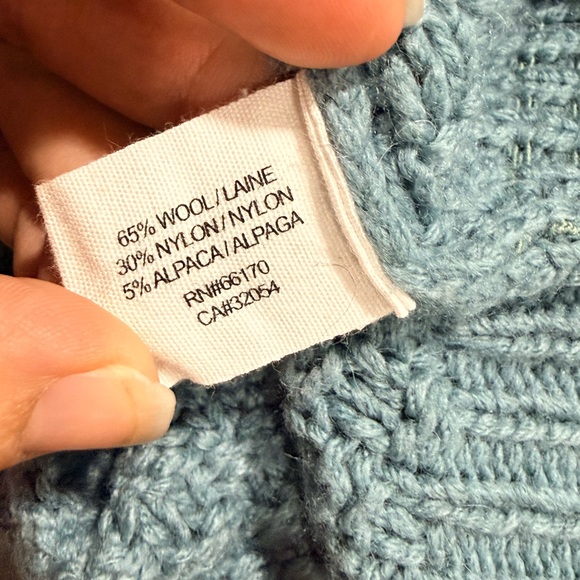 65% WOOL/LAINE
30% NYLON/NYLON
5% ALPACA/ALPAGA
RN#66170
CA#32054